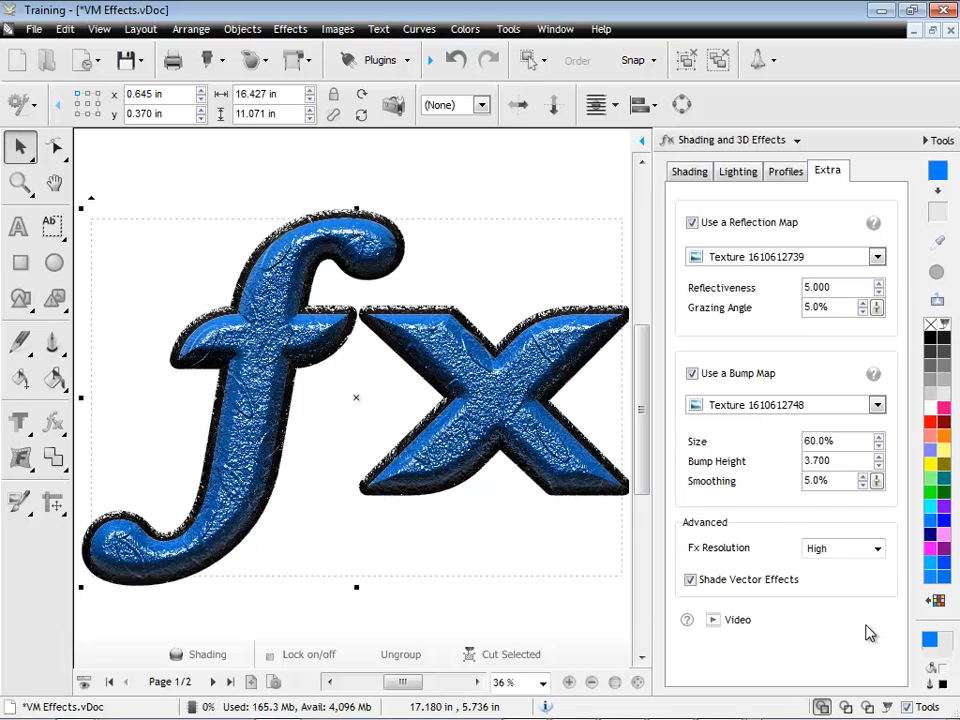 Training - [*VM Effects.vDoc]
File Edit View Layout Arrange Objects Effects Images Text Curves Colors Tools Window Help
Plugins Order Snap
x 0.645 in 16.427 in (None)
y 0.370 in 11.071 in
Shading and 3D Effects Tools
Shading Lighting Profiles Extra
Use a Reflection Map ?
Texture 1610612739
Reflectiveness 5.000
Grazing Angle 5.0%
Use a Bump Map ?
Texture 1610612748
Size 60.0%
Bump Height 3.700
Smoothing 5.0%
Advanced
Fx Resolution High
Shade Vector Effects
? Video
A Ab
T fx
fx
Shading Lock on/off Ungroup Cut Selected
Page 1/2 36 %
*VM Effects.vDoc 0% Used: 165.3 Mb, Avail: 4,096 Mb 17.180 in , 5.736 in Tools